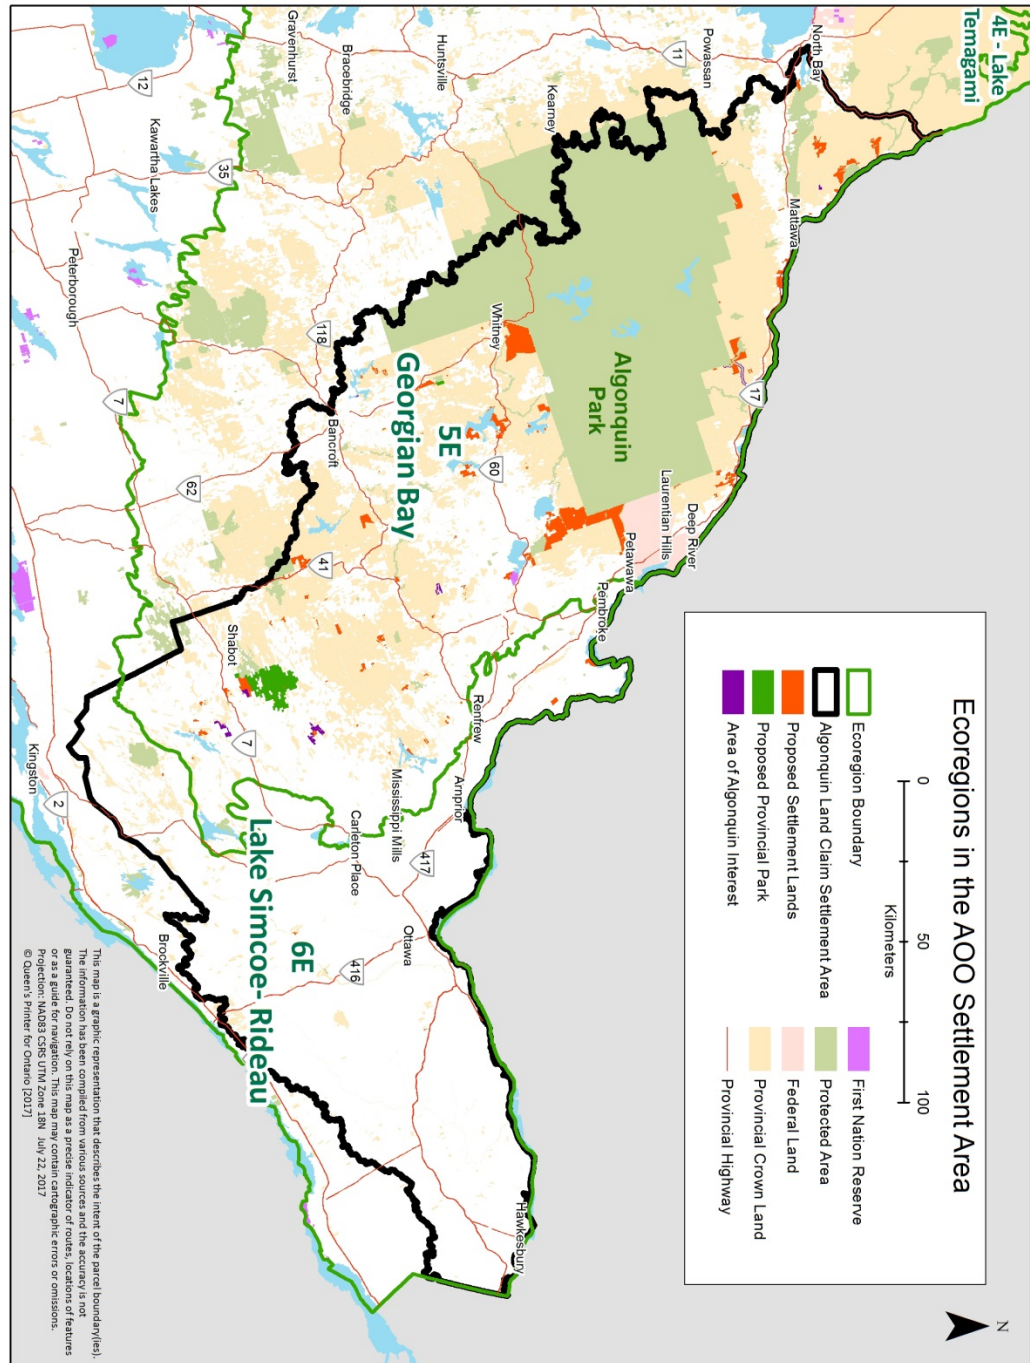 Ecoregions in the AOO Settlement Area
0 50 100
Kilometers
Ecoregion Boundary
Algonquin Land Claim Settlement Area
Proposed Settlement Lands
Proposed Provincial Park
Area of Algonquin Interest
First Nation Reserve
Protected Area
Federal Land
Provincial Crown Land
Provincial Highway
N
4E - Lake
Temagami
North Bay
Powassan
11
Mattawa
17
Huntsville
Kearney
Bracebridge
Gravenhurst
12
35
Kawartha Lakes
Peterborough
Algonquin
Park
Whitney
118
5E
Georgian Bay
60
Bancroft
7
62
41
Deep River
Laurentian Hills
Petawawa
Pembroke
Renfrew
Arnprior
Shabot
7
Mississippi Mills
Carleton Place
417
Ottawa
416
6E
Lake Simcoe- Rideau
Kingston
2
Brockville
Hawkesbury
This map is a graphic representation that describes the intent of the parcel boundary(ies).
The information has been compiled from various sources and the accuracy is not
guaranteed. Do not rely on this map as a precise indicator of routes, locations of features
or as a guide for navigation. This map may contain cartographic errors or omissions.
Projection: NAD83 CSRS UTM Zone 18N July 22, 2017
© Queen's Printer for Ontario [2017]